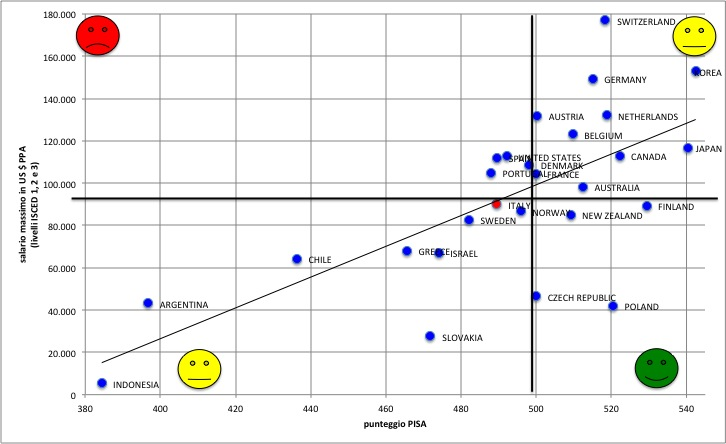 180.000
160.000
140.000
120.000
100.000
80.000
60.000
40.000
20.000
0
salario massimo in US $ PPA
(livelli ISCED 1, 2 e 3)
SWITZERLAND
KOREA
GERMANY
AUSTRIA
NETHERLANDS
BELGIUM
JAPAN
SPAIN
UNITED STATES
CANADA
DENMARK
PORTUGAL
FRANCE
AUSTRALIA
ITALY
FINLAND
NORWAY
NEW ZEALAND
SWEDEN
GREECE
ISRAEL
CHILE
CZECH REPUBLIC
ARGENTINA
POLAND
SLOVAKIA
INDONESIA
380 400 420 440 460 480 500 520 540
punteggio PISA